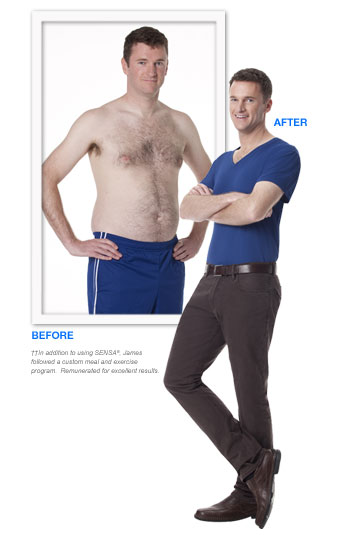 AFTER
BEFORE
††In addition to using SENSA®, James
followed a custom meal and exercise
program. Remunerated for excellent results.